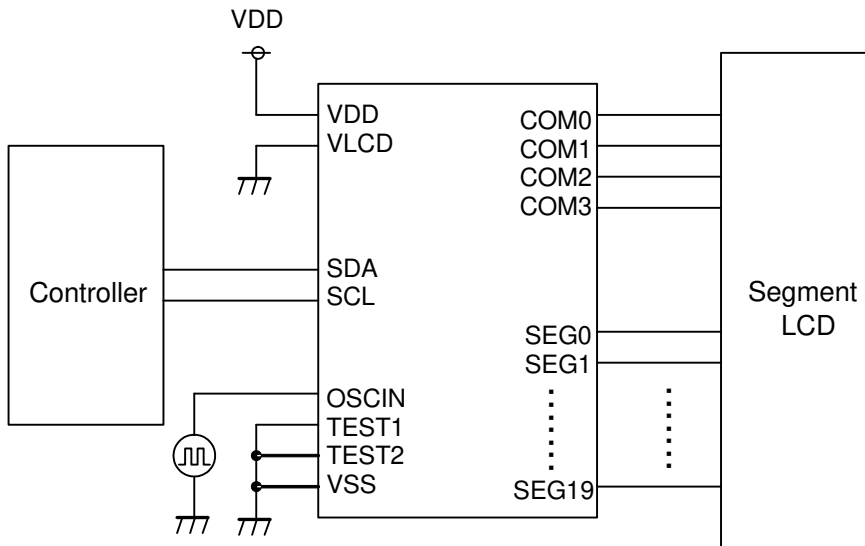 VDD
VDD
VLCD
SDA
SCL
OSCIN
TEST1
TEST2
VSS
COM0
COM1
COM2
COM3
SEG0
SEG1
SEG19
Controller
Segment
LCD